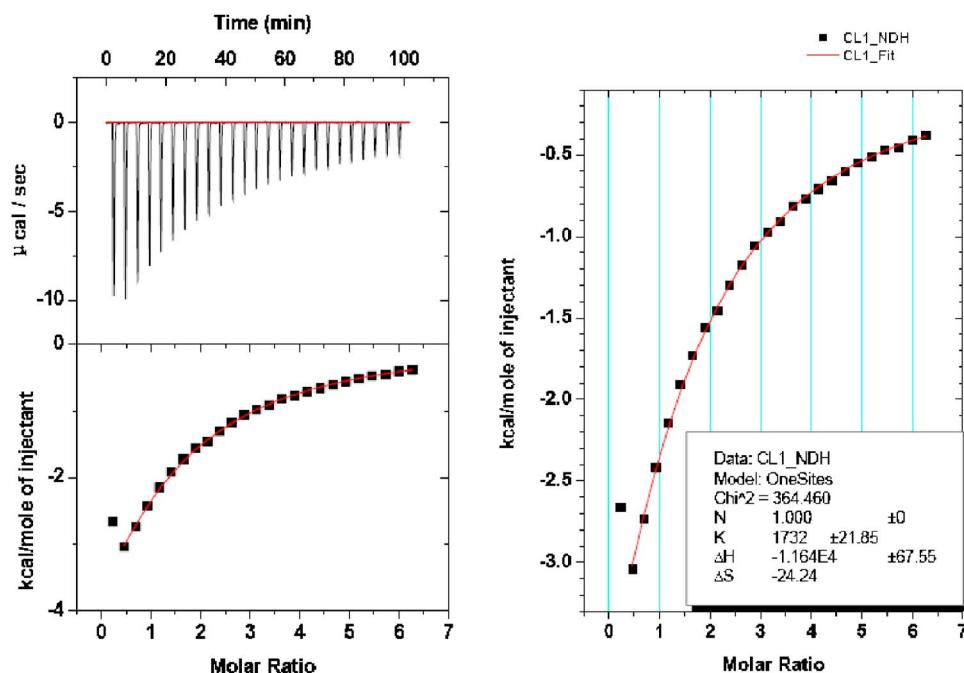 Time (min)
0 20 40 60 80 100
0
-5
-10
µcal / sec
0
-2
-4
kcal/mole of injectant
0 1 2 3 4 5 6 7
Molar Ratio
CL1_NDH
CL1_Fit
-0.5
-1.0
-1.5
-2.0
-2.5
-3.0
kcal/mole of injectant
Data: CL1_NDH
Model: OneSites
Chi^2 = 364.460
N 1.000 ±0
K 1732 ±21.85
ΔH -1.164E4 ±67.55
ΔS -24.24
0 1 2 3 4 5 6 7
Molar Ratio